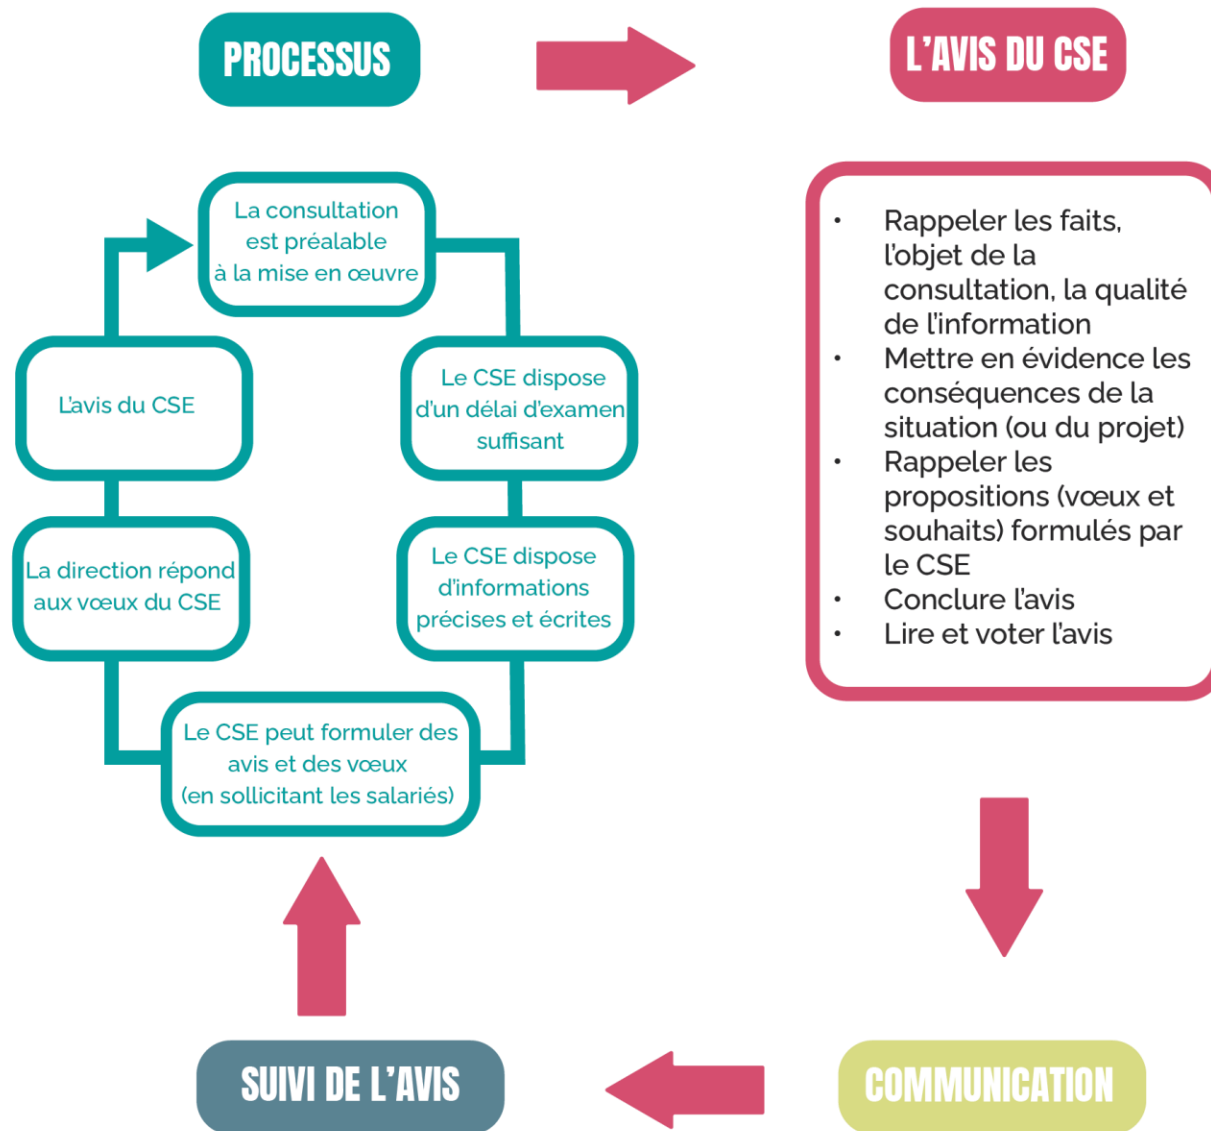 PROCESSUS
L'AVIS DU CSE
La consultation
est préalable
à la mise en œuvre
Le CSE dispose
d'un délai d'examen
suffisant
Le CSE dispose
d'informations
précises et écrites
Le CSE peut formuler des
avis et des vœux
(en sollicitant les salariés)
La direction répond
aux vœux du CSE
L'avis du CSE
• Rappeler les faits,
l'objet de la
consultation, la qualité
de l'information
• Mettre en évidence les
conséquences de la
situation (ou du projet)
• Rappeler les
propositions (vœux et
souhaits) formulés par
le CSE
• Conclure l'avis
• Lire et voter l'avis
COMMUNICATION
SUIVI DE L'AVIS